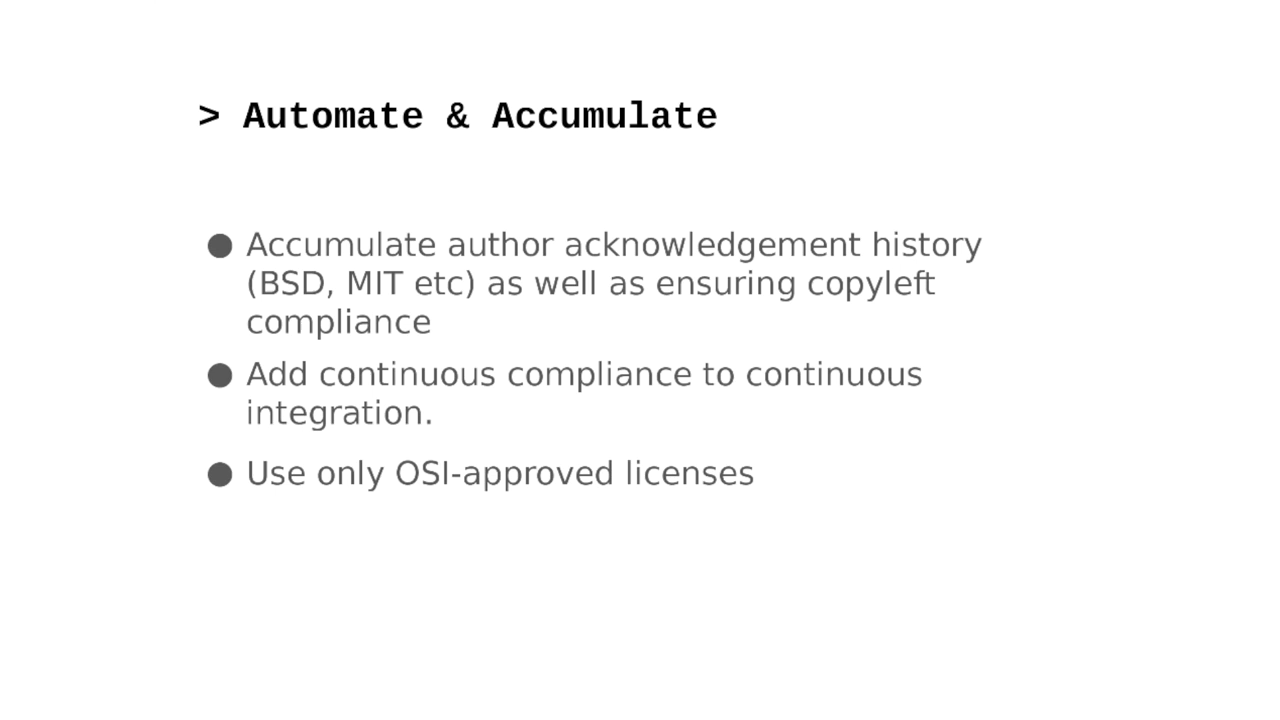 > Automate & Accumulate
● Accumulate author acknowledgement history
(BSD, MIT etc) as well as ensuring copyleft
compliance
● Add continuous compliance to continuous
integration.
● Use only OSI-approved licenses